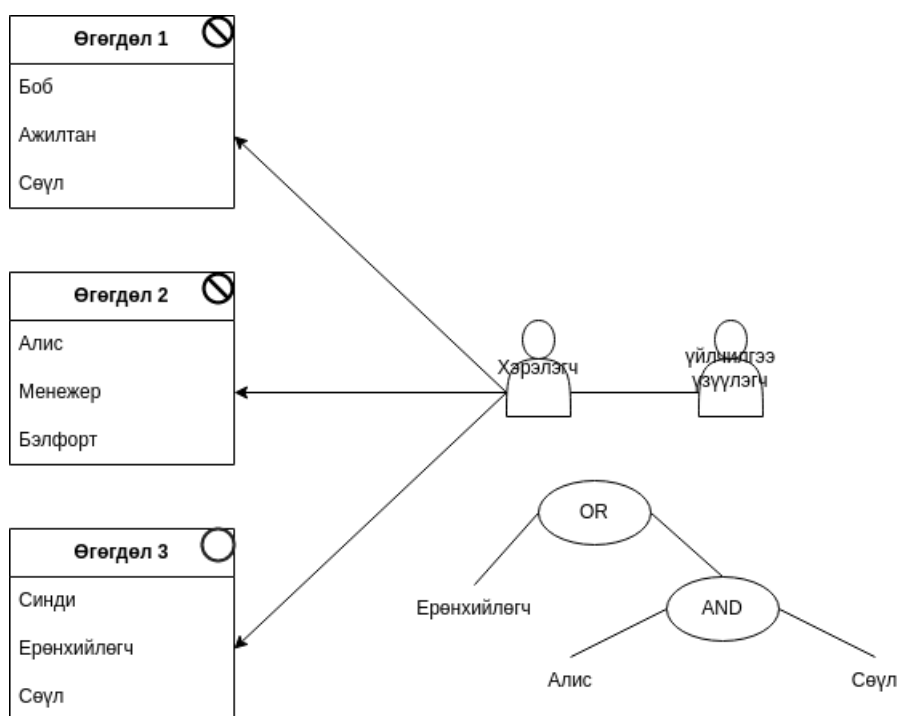 Өгөгдөл 1
Боб
Ажилтан
Сөүл
Өгөгдөл 2
Алис
Менежер
Бэлфорт
Өгөгдөл 3
Синди
Ерөнхийлөгч
Сөүл
Хэрэлэгч
үйлчилгээ
үзүүлэгч
OR
Ерөнхийлөгч
AND
Алис
Сөүл